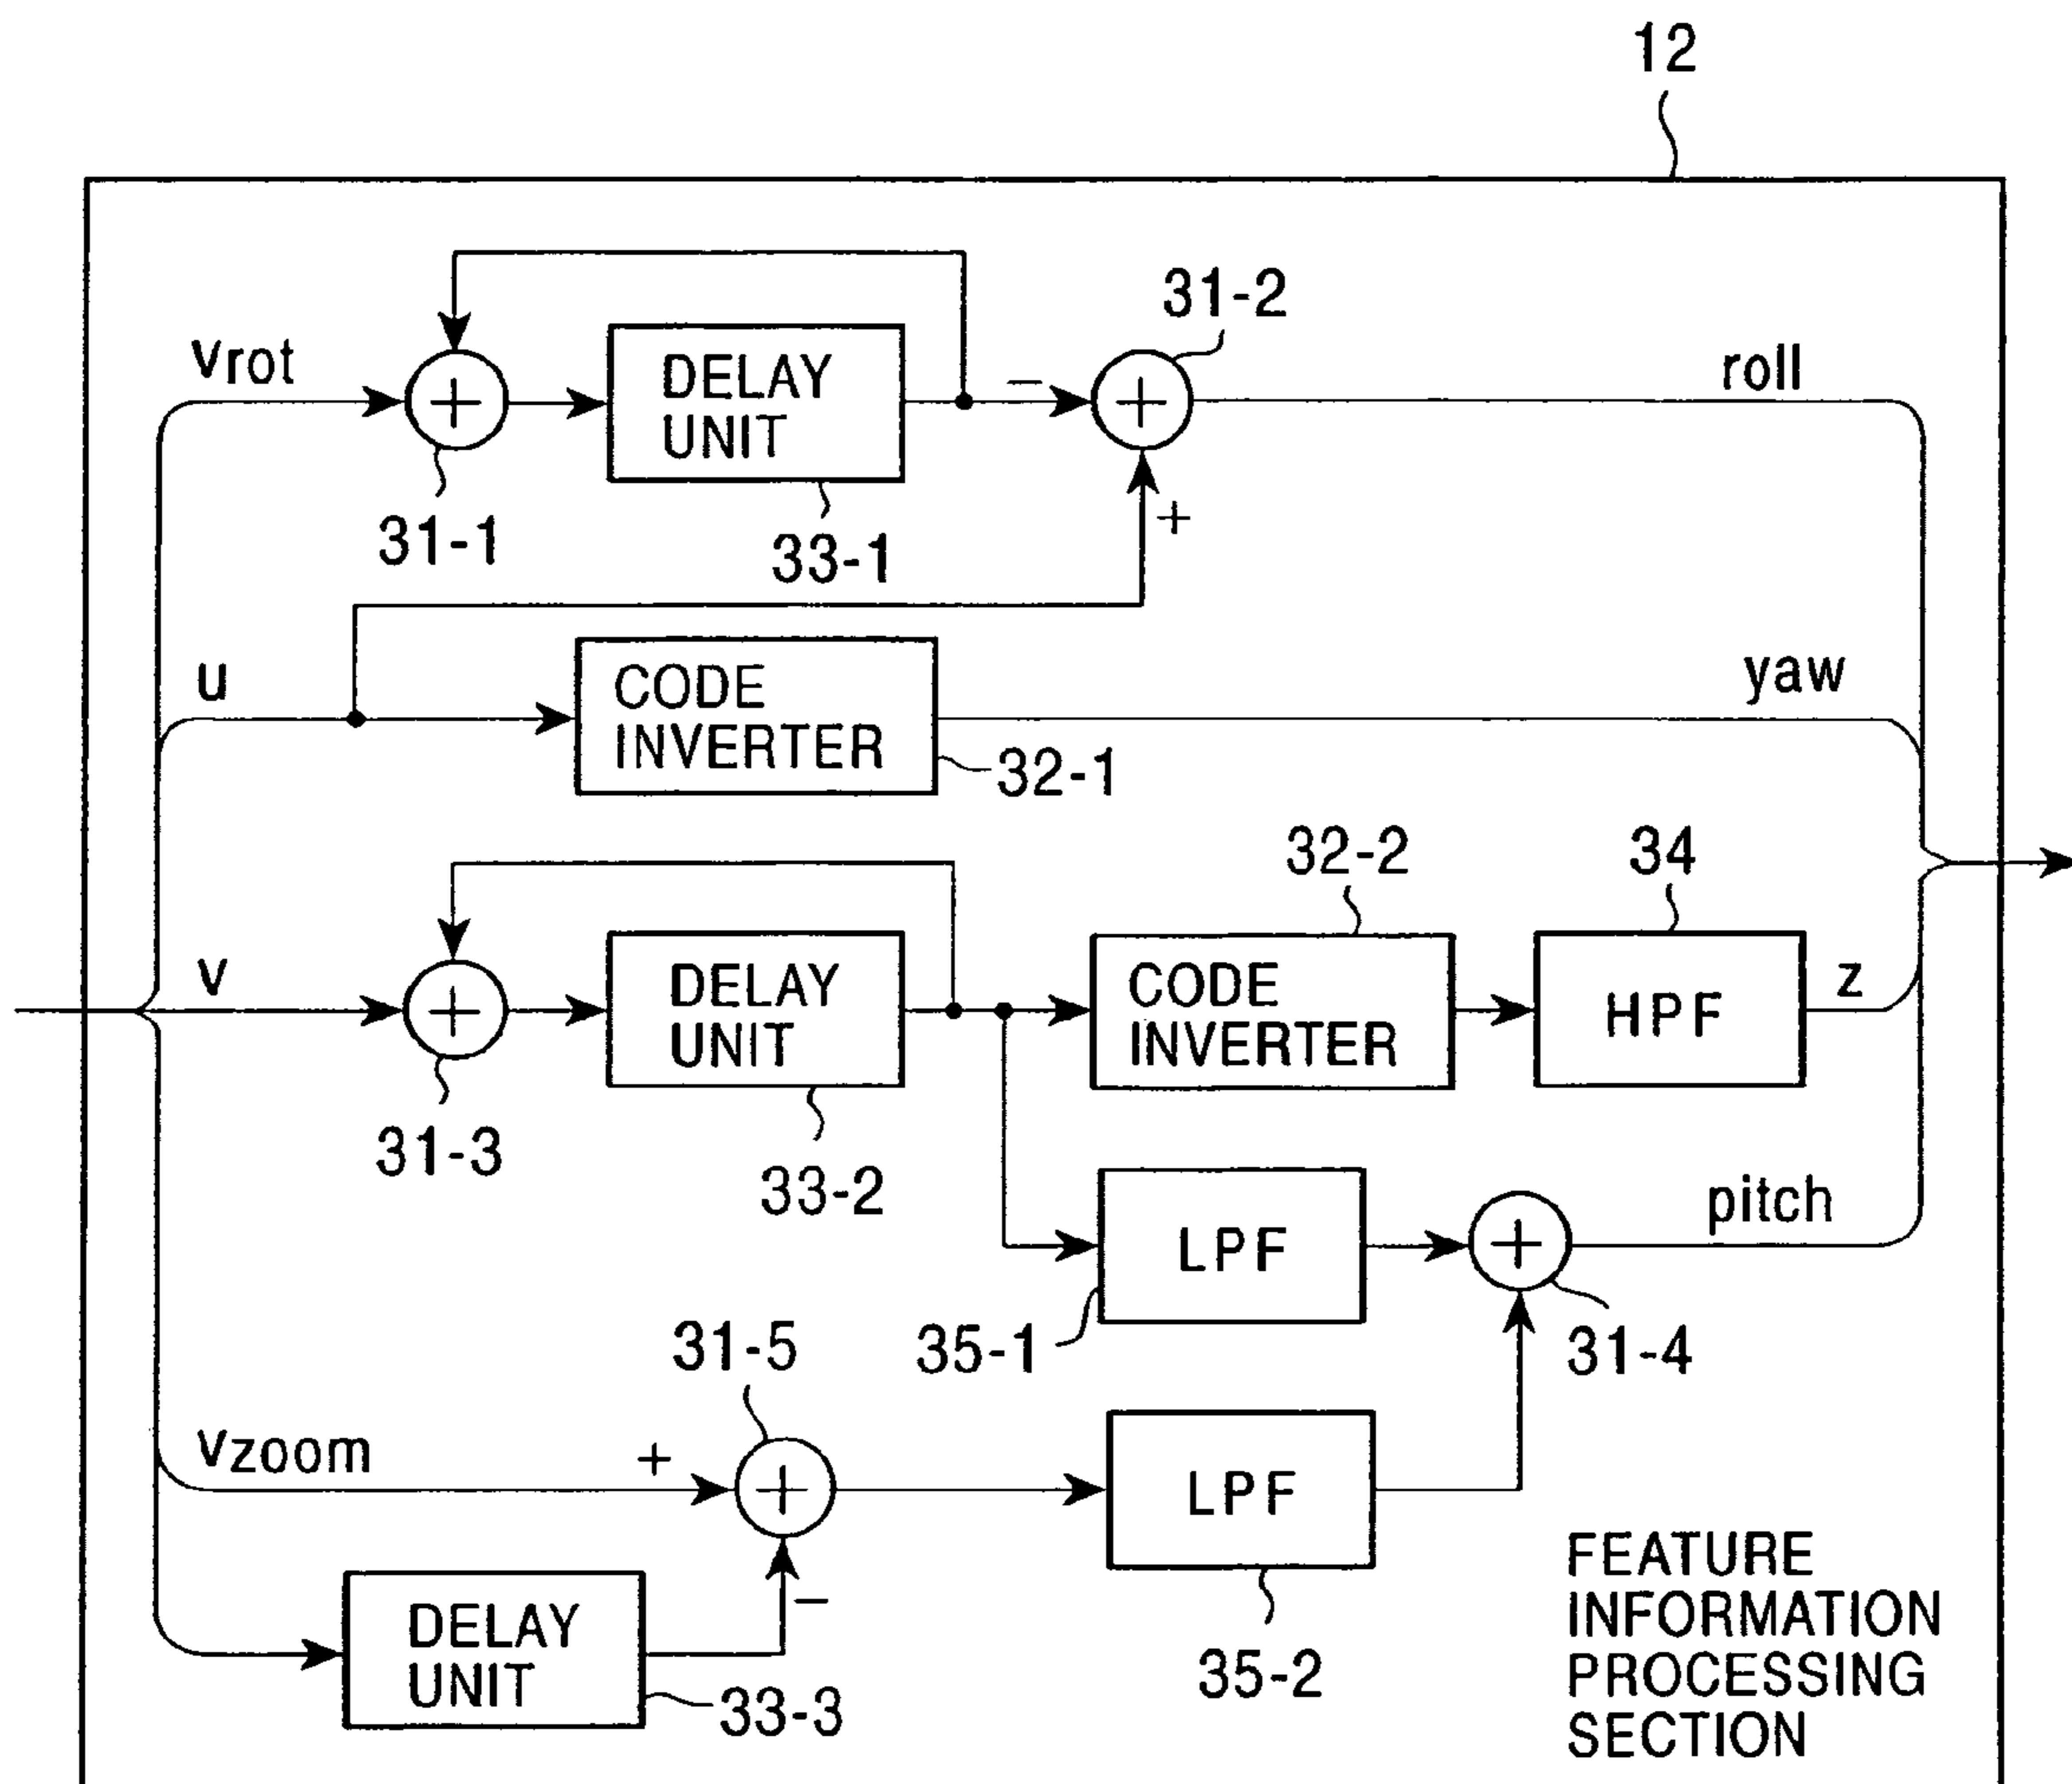 12
31-2
vrot
DELAY
UNIT
−
+
roll
+
31-1
33-1
+
u
CODE
INVERTER
yaw
32-1
32-2
34
v
+
DELAY
UNIT
CODE
INVERTER
HPF
z
31-3
33-2
LPF
+
pitch
31-5
35-1
31-4
vzoom
+
+
LPF
−
DELAY
UNIT
33-3
35-2
FEATURE
INFORMATION
PROCESSING
SECTION